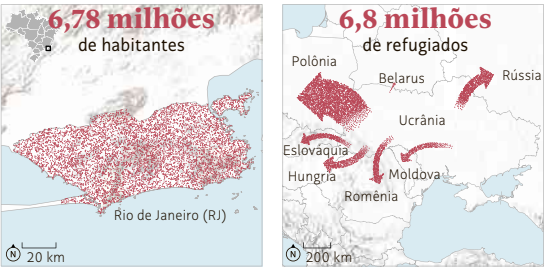 6,78 milhões
de habitantes
Rio de Janeiro (RJ)
N
20 km
6,8 milhões
de refugiados
Polônia
Belarus
Rússia
Ucrânia
Eslováquia
Hungria
Moldova
Romênia
N
200 km